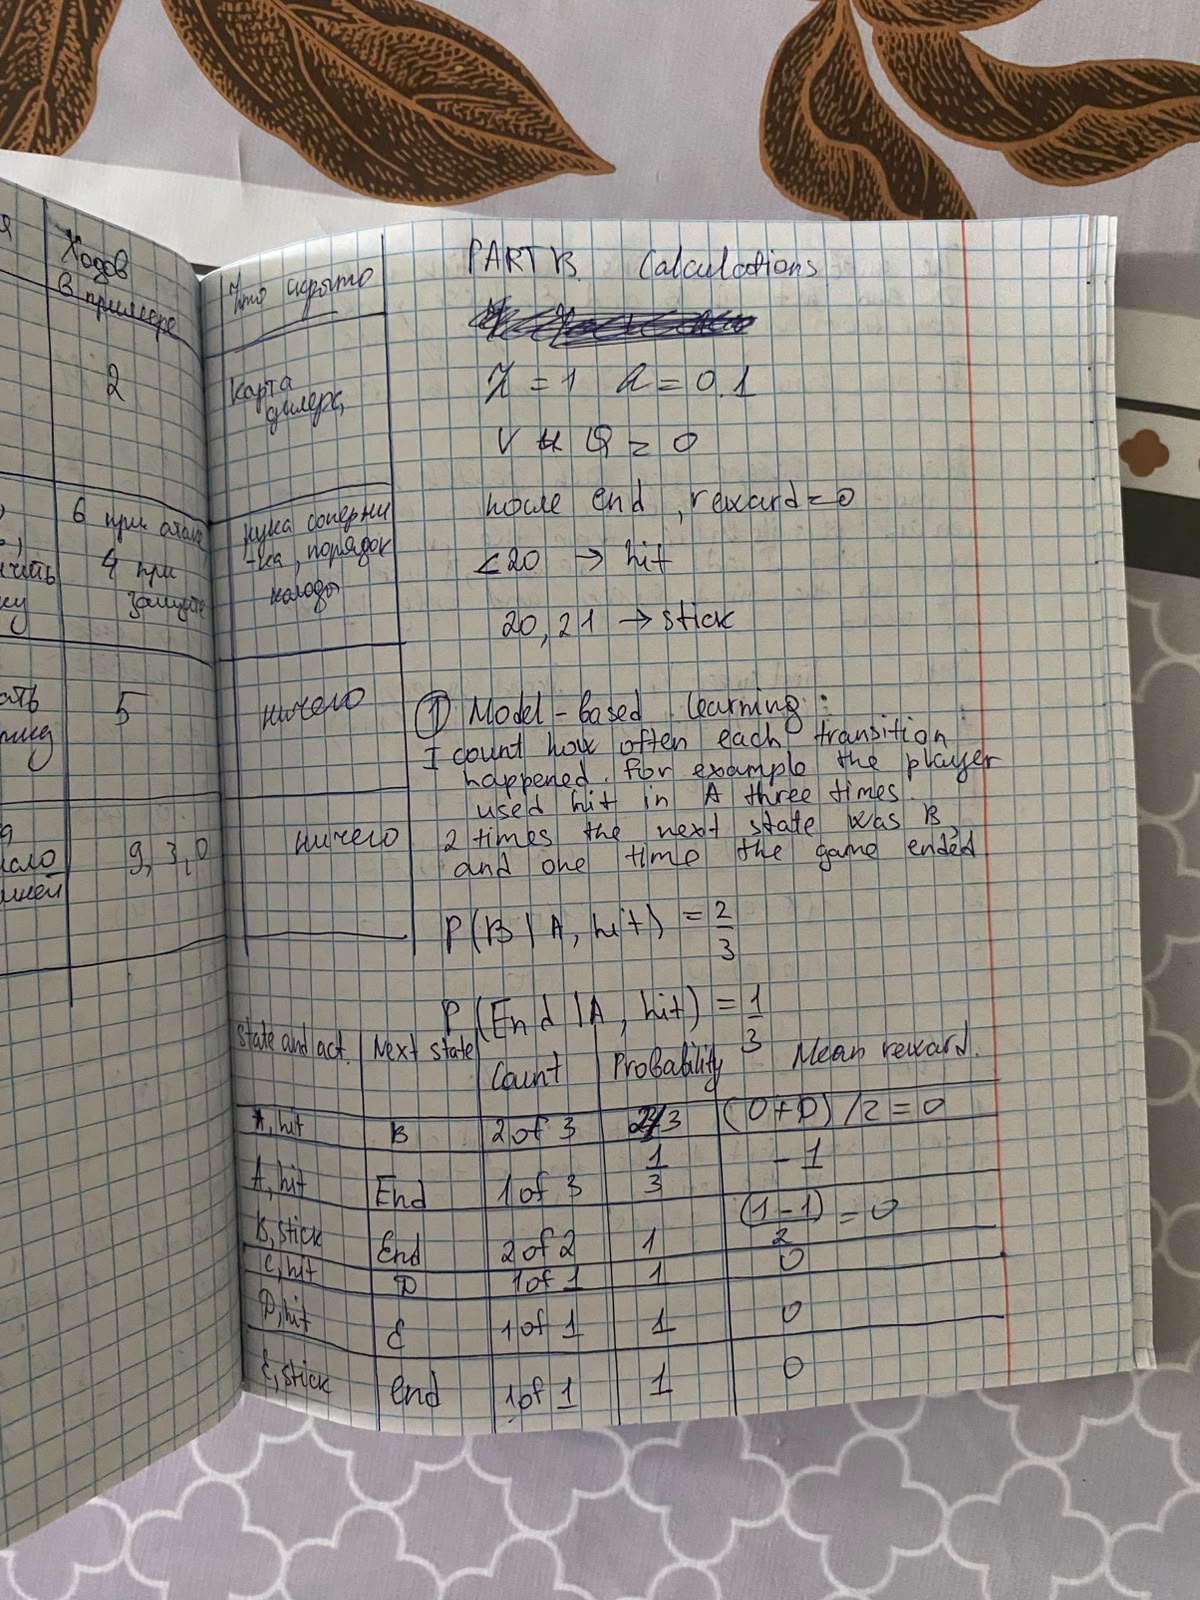 Ходов
в примере
2
6 при атаке
4 при
защите
5
9, 3, 0
Что скрыто
карта
дилера,
рука соперни
-ка, порядок
колоды
ничего
ничего
PART B. Calculations
γ = 1 α = 0.1
V и Q = 0
после end, reward = 0
<20 → hit
20, 21 → stick
① Model-based learning:
I count how often each transition
happened. for example the player
used hit in A three times.
2 times the next state was B,
and one time the game ended
P(B | A, hit) = 2/3
P(End | A, hit) = 1/3
state and act. Next state Count Probability Mean reward.
A, hit B 2 of 3 2/3 (0+0)/2 = 0
A, hit End 1 of 3 1/3 -1
B, stick End 2 of 2 1 (1-1)/2 = 0
C, hit D 1 of 1 1 0
D, hit E 1 of 1 1 0
E, stick End 1 of 1 1 0